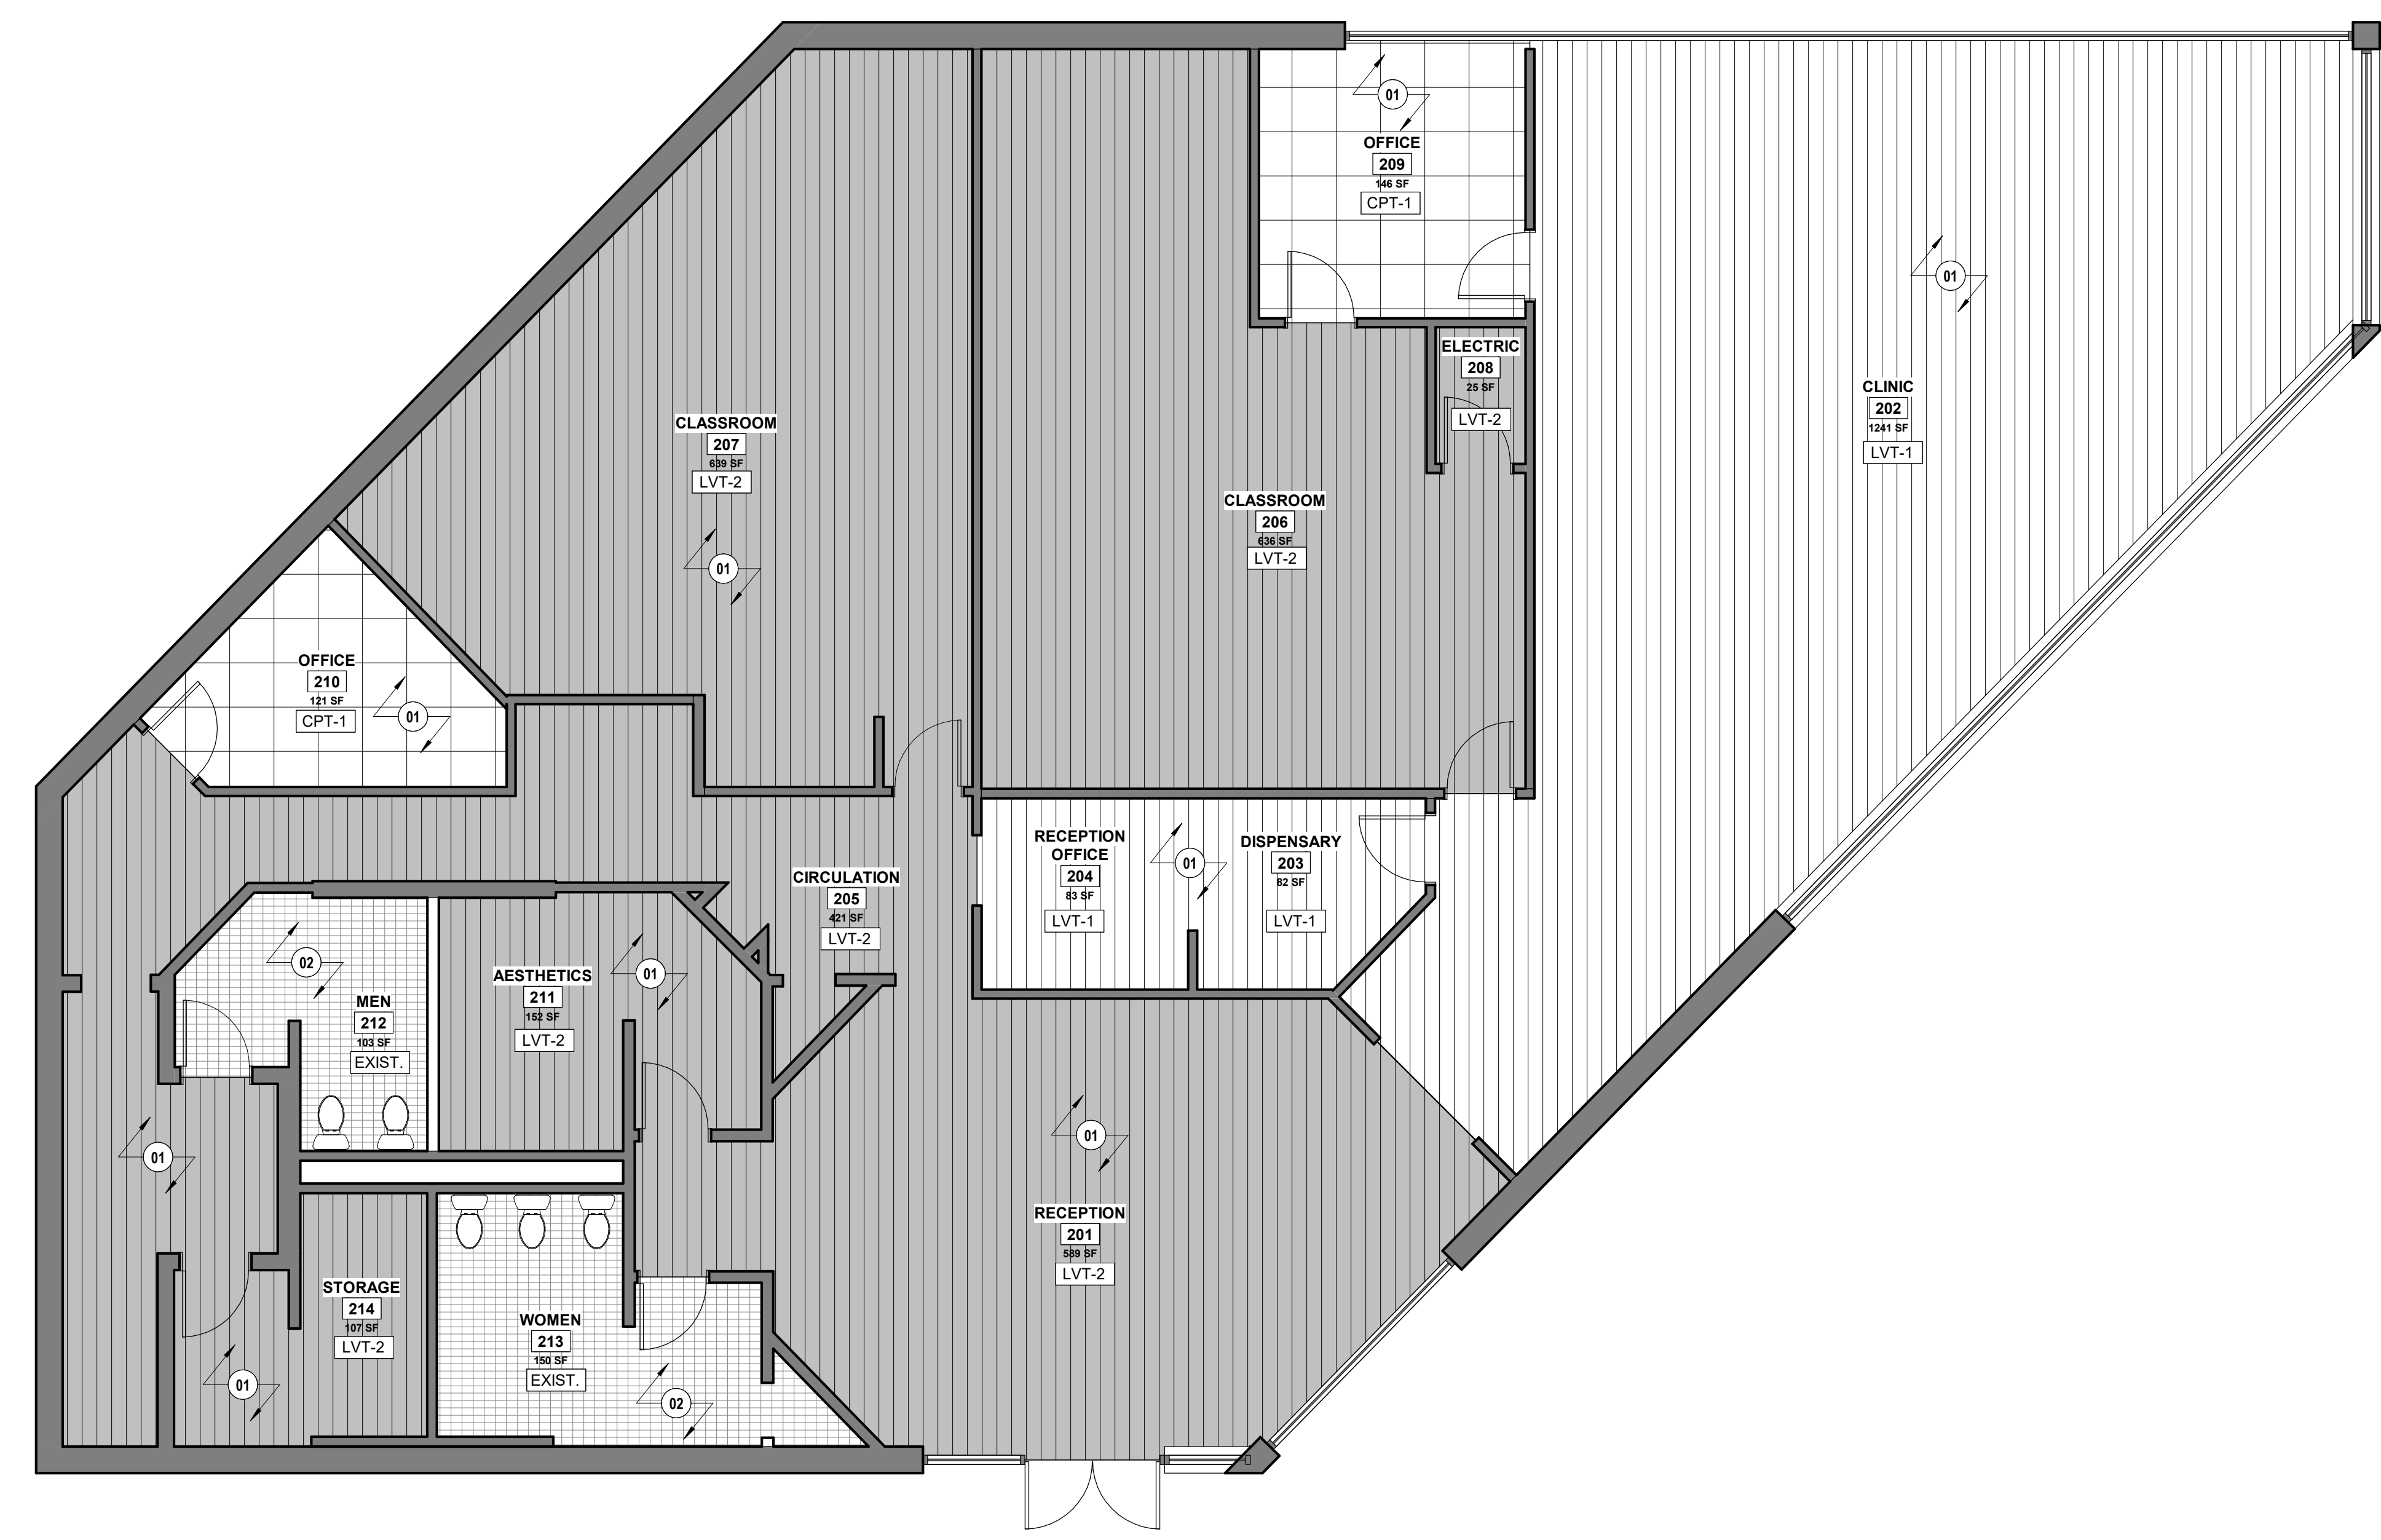 01
OFFICE
209
146 SF
CPT-1
ELECTRIC
208
25 SF
LVT-2
01
CLINIC
202
1241 SF
LVT-1
CLASSROOM
207
639 SF
LVT-2
01
CLASSROOM
206
636 SF
LVT-2
OFFICE
210
121 SF
CPT-1
01
RECEPTION
OFFICE
204
83 SF
LVT-1
01
DISPENSARY
203
82 SF
LVT-1
CIRCULATION
205
421 SF
LVT-2
02
MEN
212
103 SF
EXIST.
AESTHETICS
211
152 SF
LVT-2
01
01
01
RECEPTION
201
589 SF
LVT-2
STORAGE
214
107 SF
LVT-2
01
WOMEN
213
150 SF
EXIST.
02